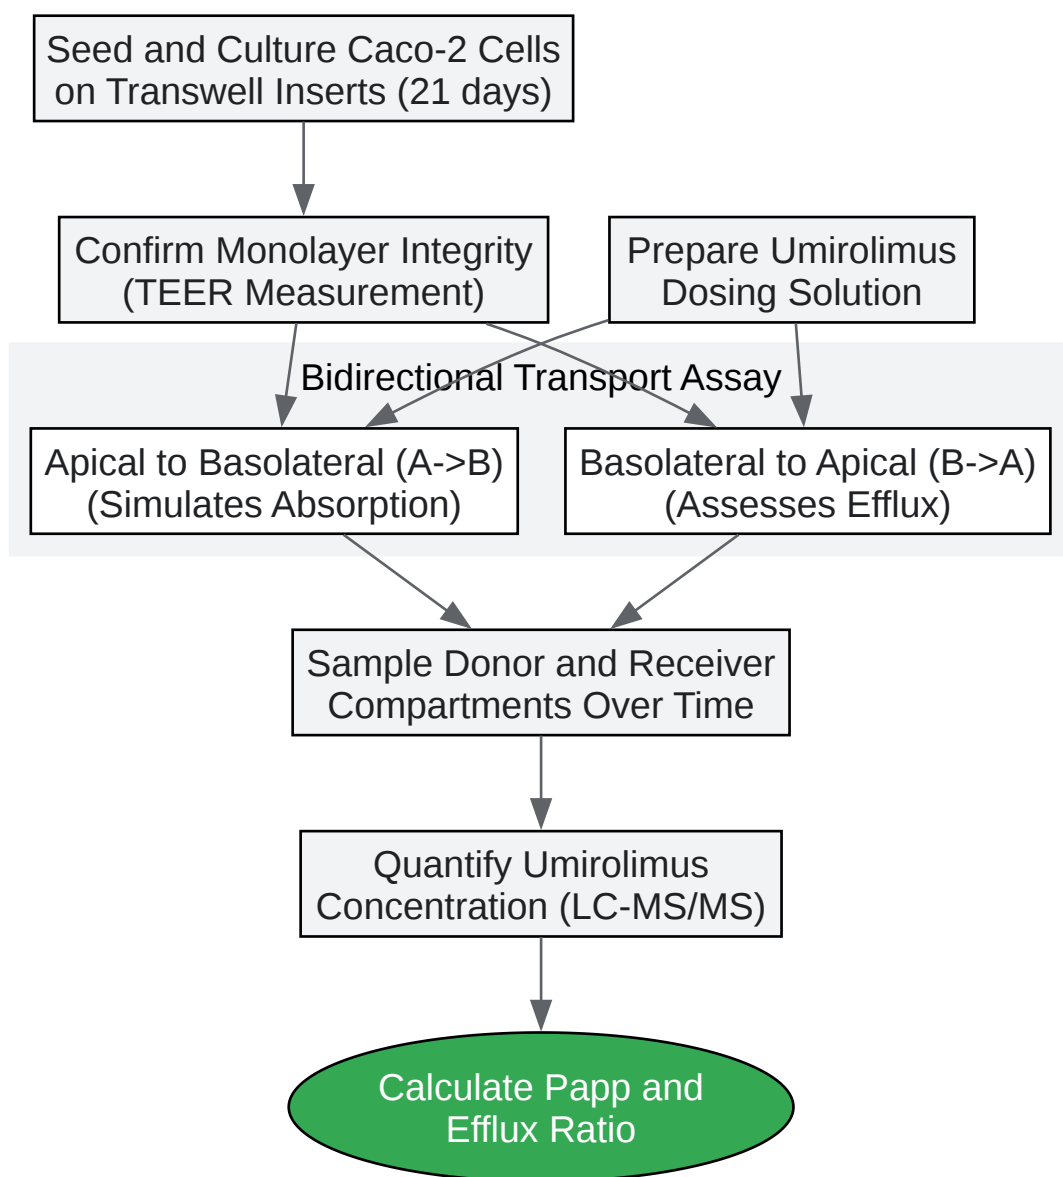 Seed and Culture Caco-2 Cells
on Transwell Inserts (21 days)
Confirm Monolayer Integrity
(TEER Measurement)
Prepare Umirolimus
Dosing Solution
Bidirectional Transport Assay
Apical to Basolateral (A->B)
(Simulates Absorption)
Basolateral to Apical (B->A)
(Assesses Efflux)
Sample Donor and Receiver
Compartments Over Time
Quantify Umirolimus
Concentration (LC-MS/MS)
Calculate Papp and
Efflux Ratio